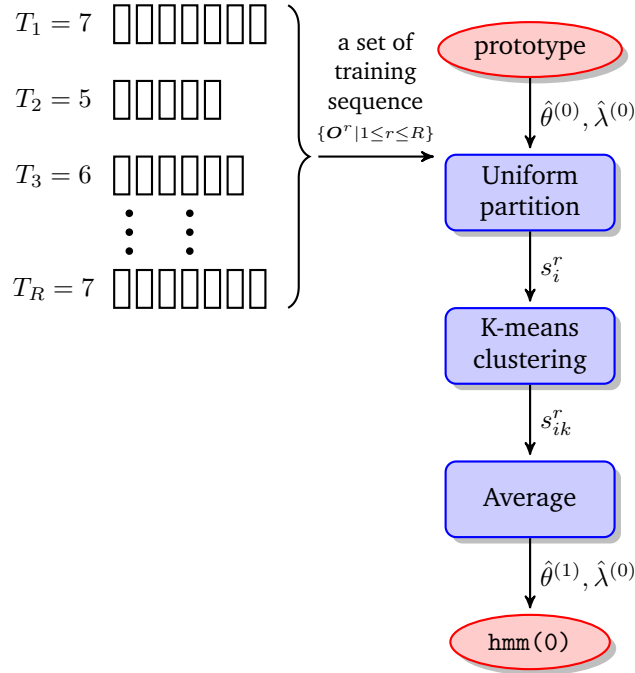 T_1 = 7
T_2 = 5
T_3 = 6
T_R = 7
a set of
training
sequence
{O^r|1≤r≤R}
prototype
θ̂^(0), λ̂^(0)
Uniform
partition
s_i^r
K-means
clustering
s_ik^r
Average
θ̂^(1), λ̂^(0)
hmm(0)